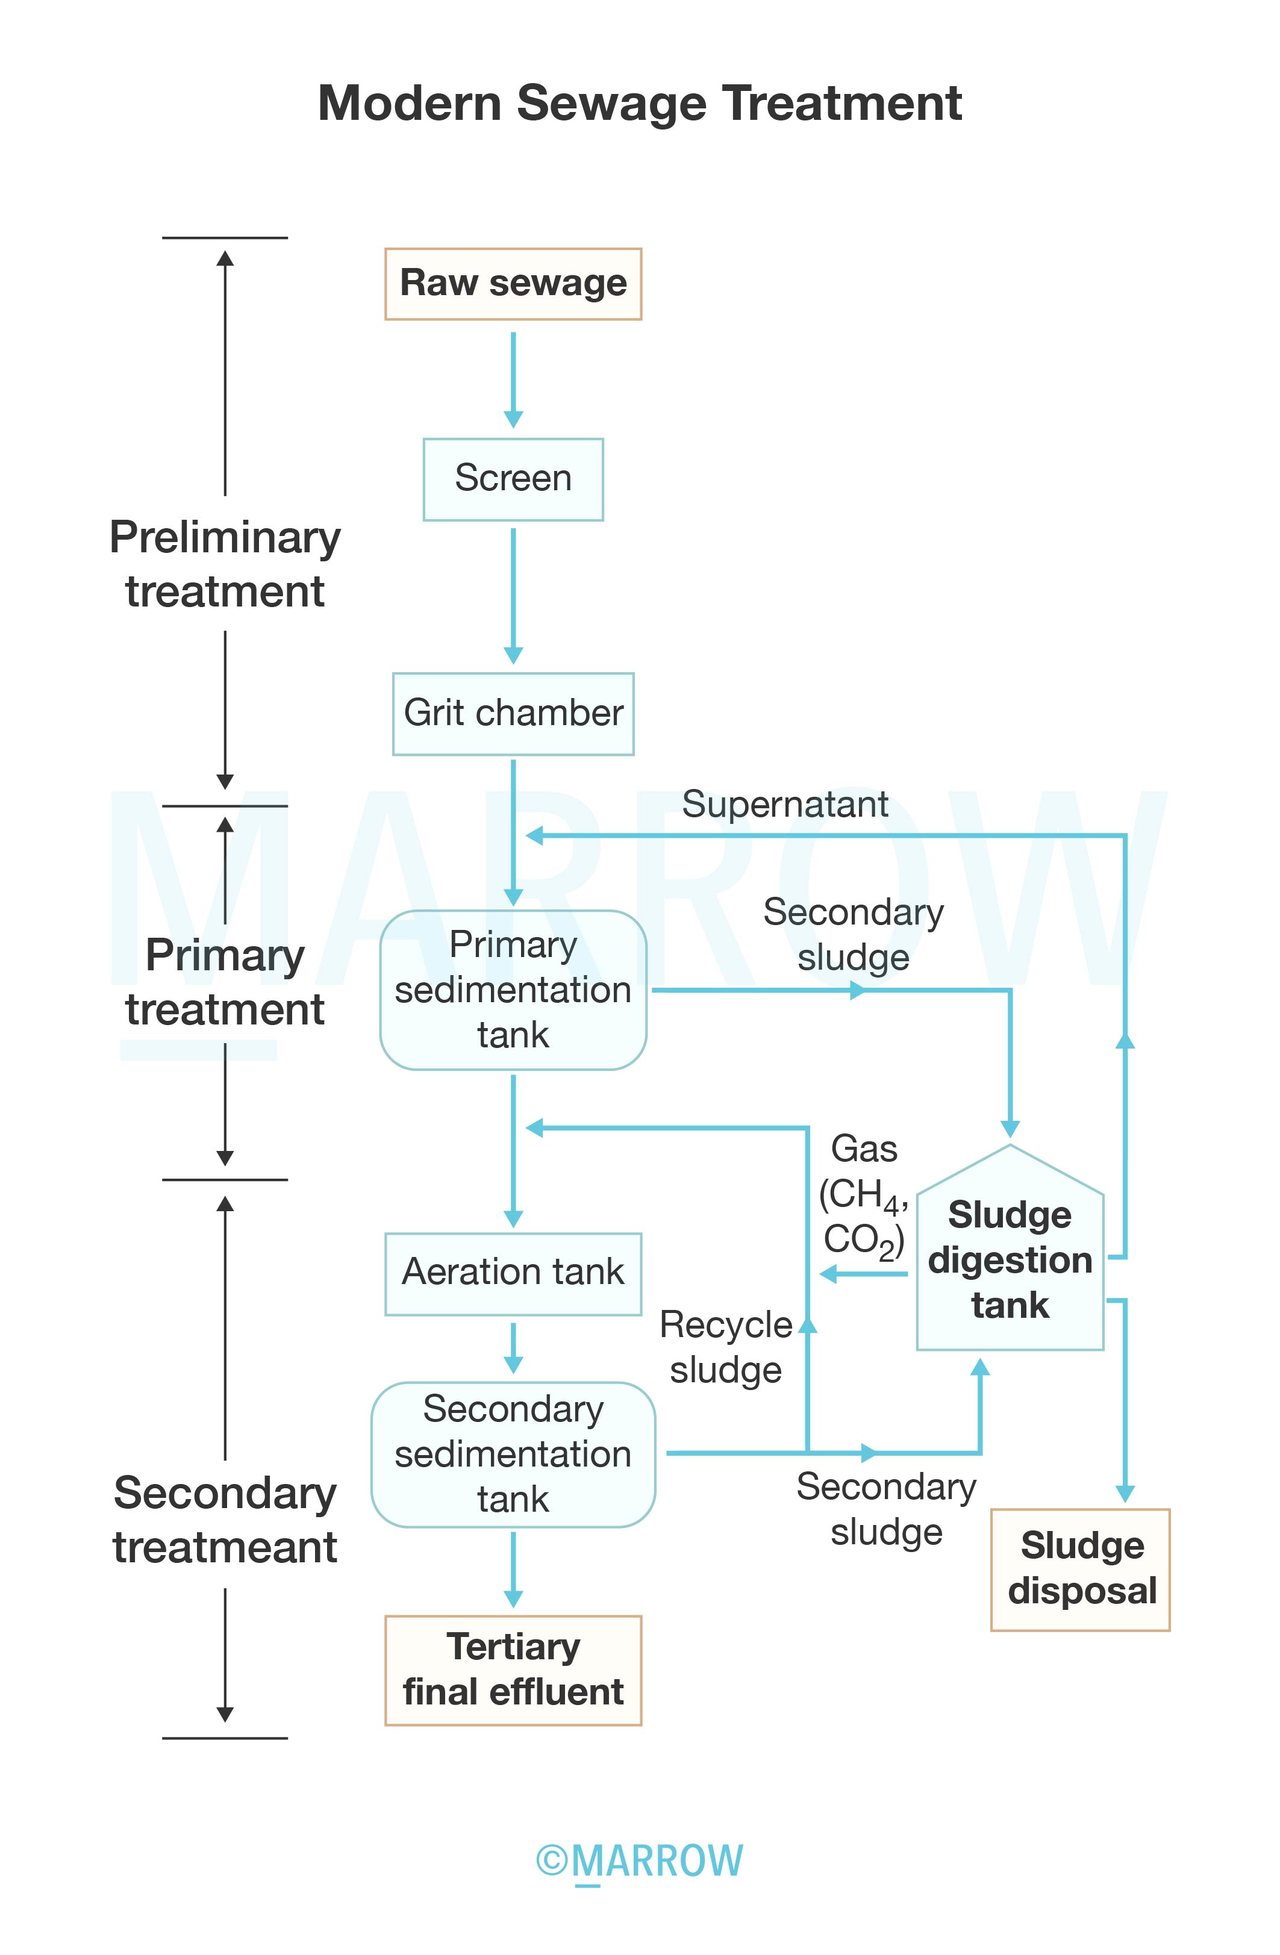 Modern Sewage Treatment
Raw sewage
Screen
Preliminary
treatment
Grit chamber
Supernatant
MARROW
Secondary
sludge
Primary
treatment
Primary
sedimentation
tank
Gas
(CH₄,
CO₂)
Sludge
digestion
tank
Aeration tank
Recycle
sludge
Secondary
sedimentation
tank
Secondary
sludge
Secondary
treatmeant
Sludge
disposal
Tertiary
final effluent
©MARROW